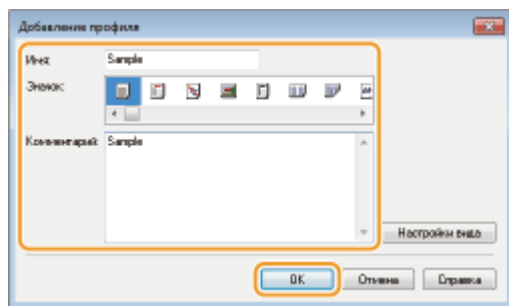 Добавление профиля
Имя: Sample
Значок:
Комментарий: Sample
Настройки вида
OK Отмена Справка